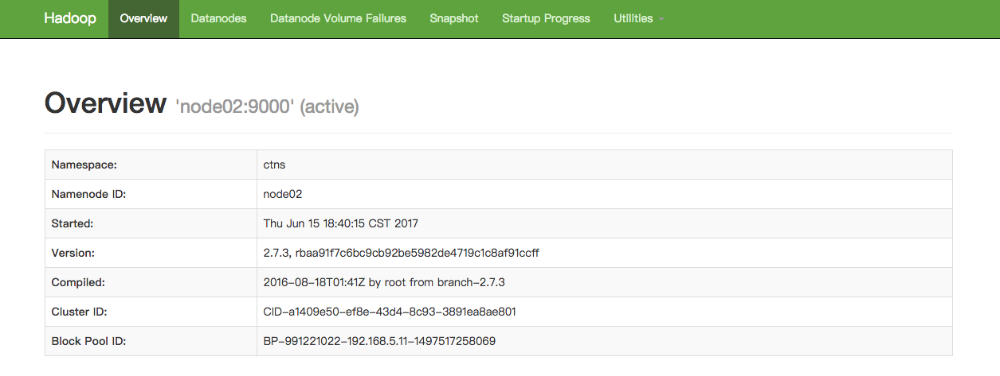 Hadoop Overview Datanodes Datanode Volume Failures Snapshot Startup Progress Utilities
Overview 'node02:9000' (active)
Namespace: ctns
Namenode ID: node02
Started: Thu Jun 15 18:40:15 CST 2017
Version: 2.7.3, rbaa91f7c6bc9cb92be5982de4719c1c8af91ccff
Compiled: 2016-08-18T01:41Z by root from branch-2.7.3
Cluster ID: CID-a1409e50-ef8e-43d4-8c93-3891ea8ae801
Block Pool ID: BP-991221022-192.168.5.11-1497517258069